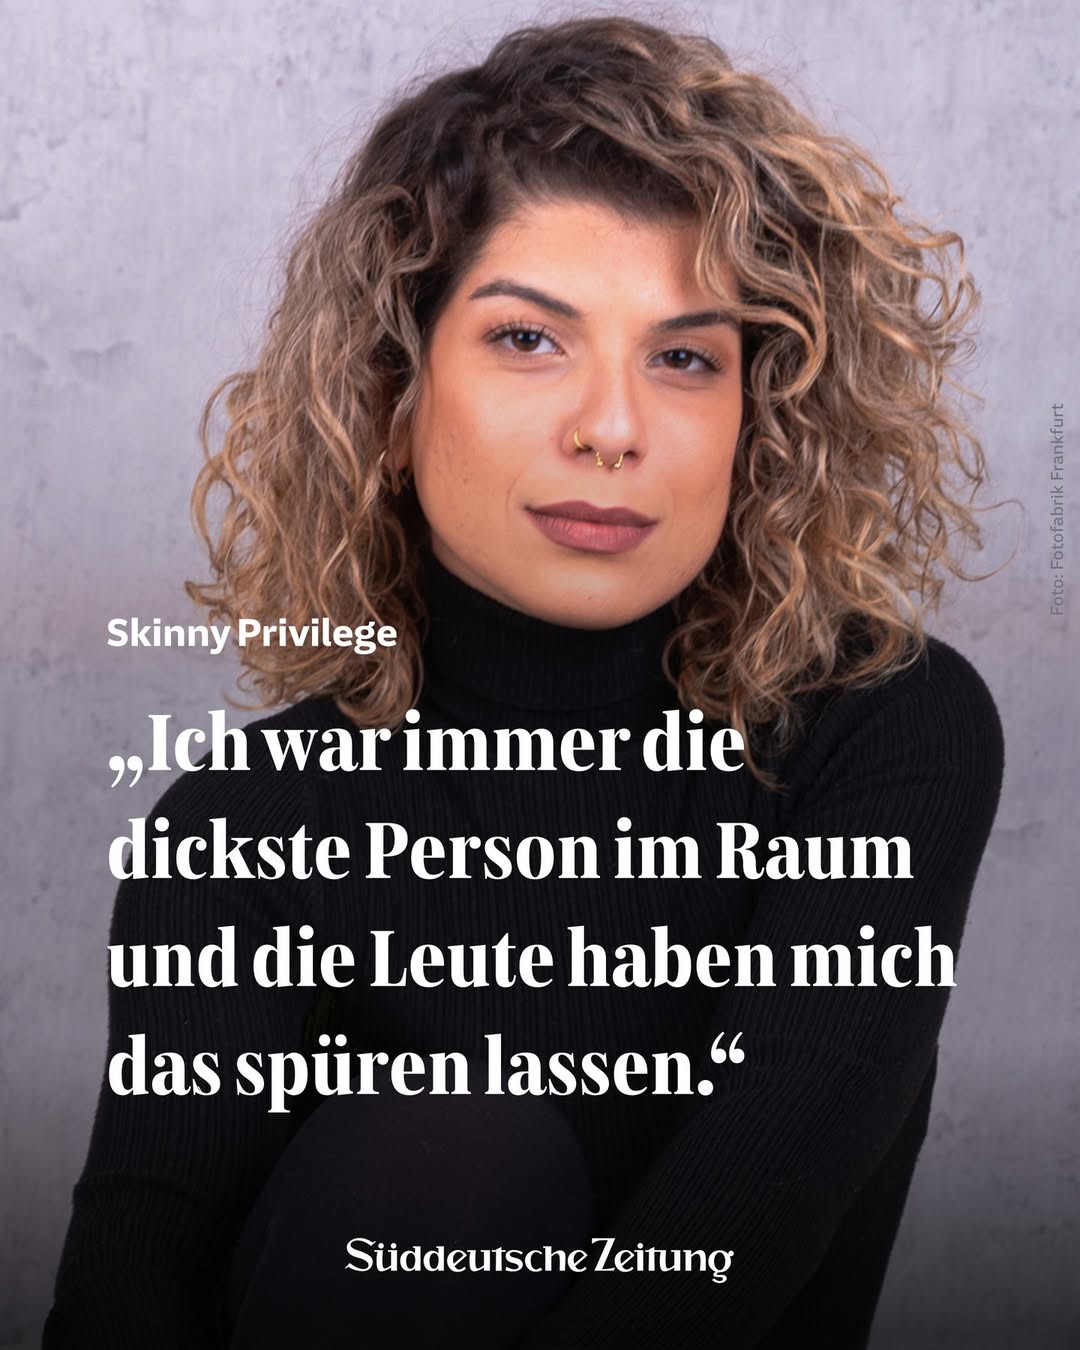 Foto: Fotofabrik Frankfurt
Skinny Privilege
„Ich war immer die
dickste Person im Raum
und die Leute haben mich
das spüren lassen.“
Süddeutsche Zeitung